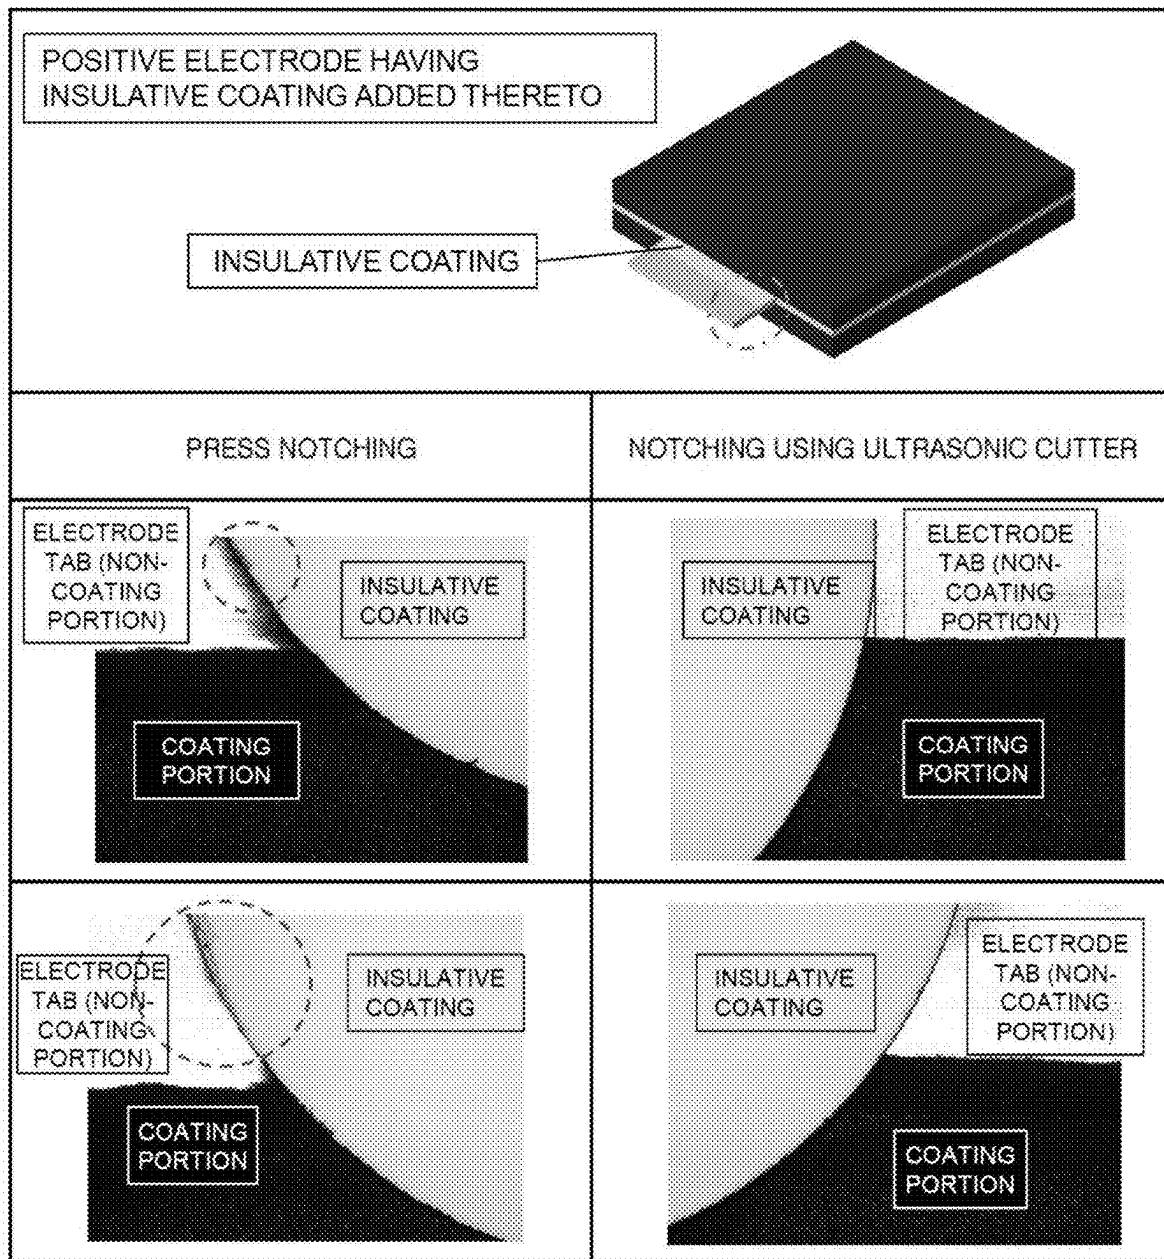 POSITIVE ELECTRODE HAVING
INSULATIVE COATING ADDED THERETO
INSULATIVE COATING
PRESS NOTCHING
NOTCHING USING ULTRASONIC CUTTER
ELECTRODE
TAB (NON-
COATING
PORTION)
INSULATIVE
COATING
COATING
PORTION
INSULATIVE
COATING
ELECTRODE
TAB (NON-
COATING
PORTION)
COATING
PORTION
ELECTRODE
TAB (NON-
COATING
PORTION)
INSULATIVE
COATING
COATING
PORTION
INSULATIVE
COATING
ELECTRODE
TAB (NON-
COATING
PORTION)
COATING
PORTION